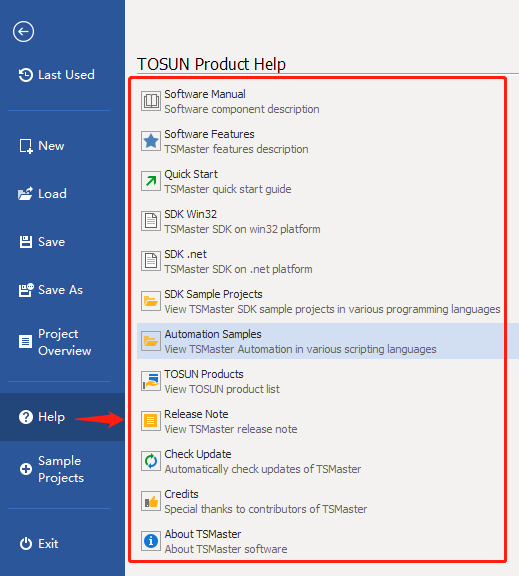 Last Used
New
Load
Save
Save As
Project
Overview
Help
Sample
Projects
Exit
TOSUN Product Help
Software Manual
Software component description
Software Features
TSMaster features description
Quick Start
TSMaster quick start guide
SDK Win32
TSMaster SDK on win32 platform
SDK .net
TSMaster SDK on .net platform
SDK Sample Projects
View TSMaster SDK sample projects in various programming languages
Automation Samples
View TSMaster Automation in various scripting languages
TOSUN Products
View TOSUN product list
Release Note
View TSMaster release note
Check Update
Automatically check updates of TSMaster
Credits
Special thanks to contributors of TSMaster
About TSMaster
About TSMaster software